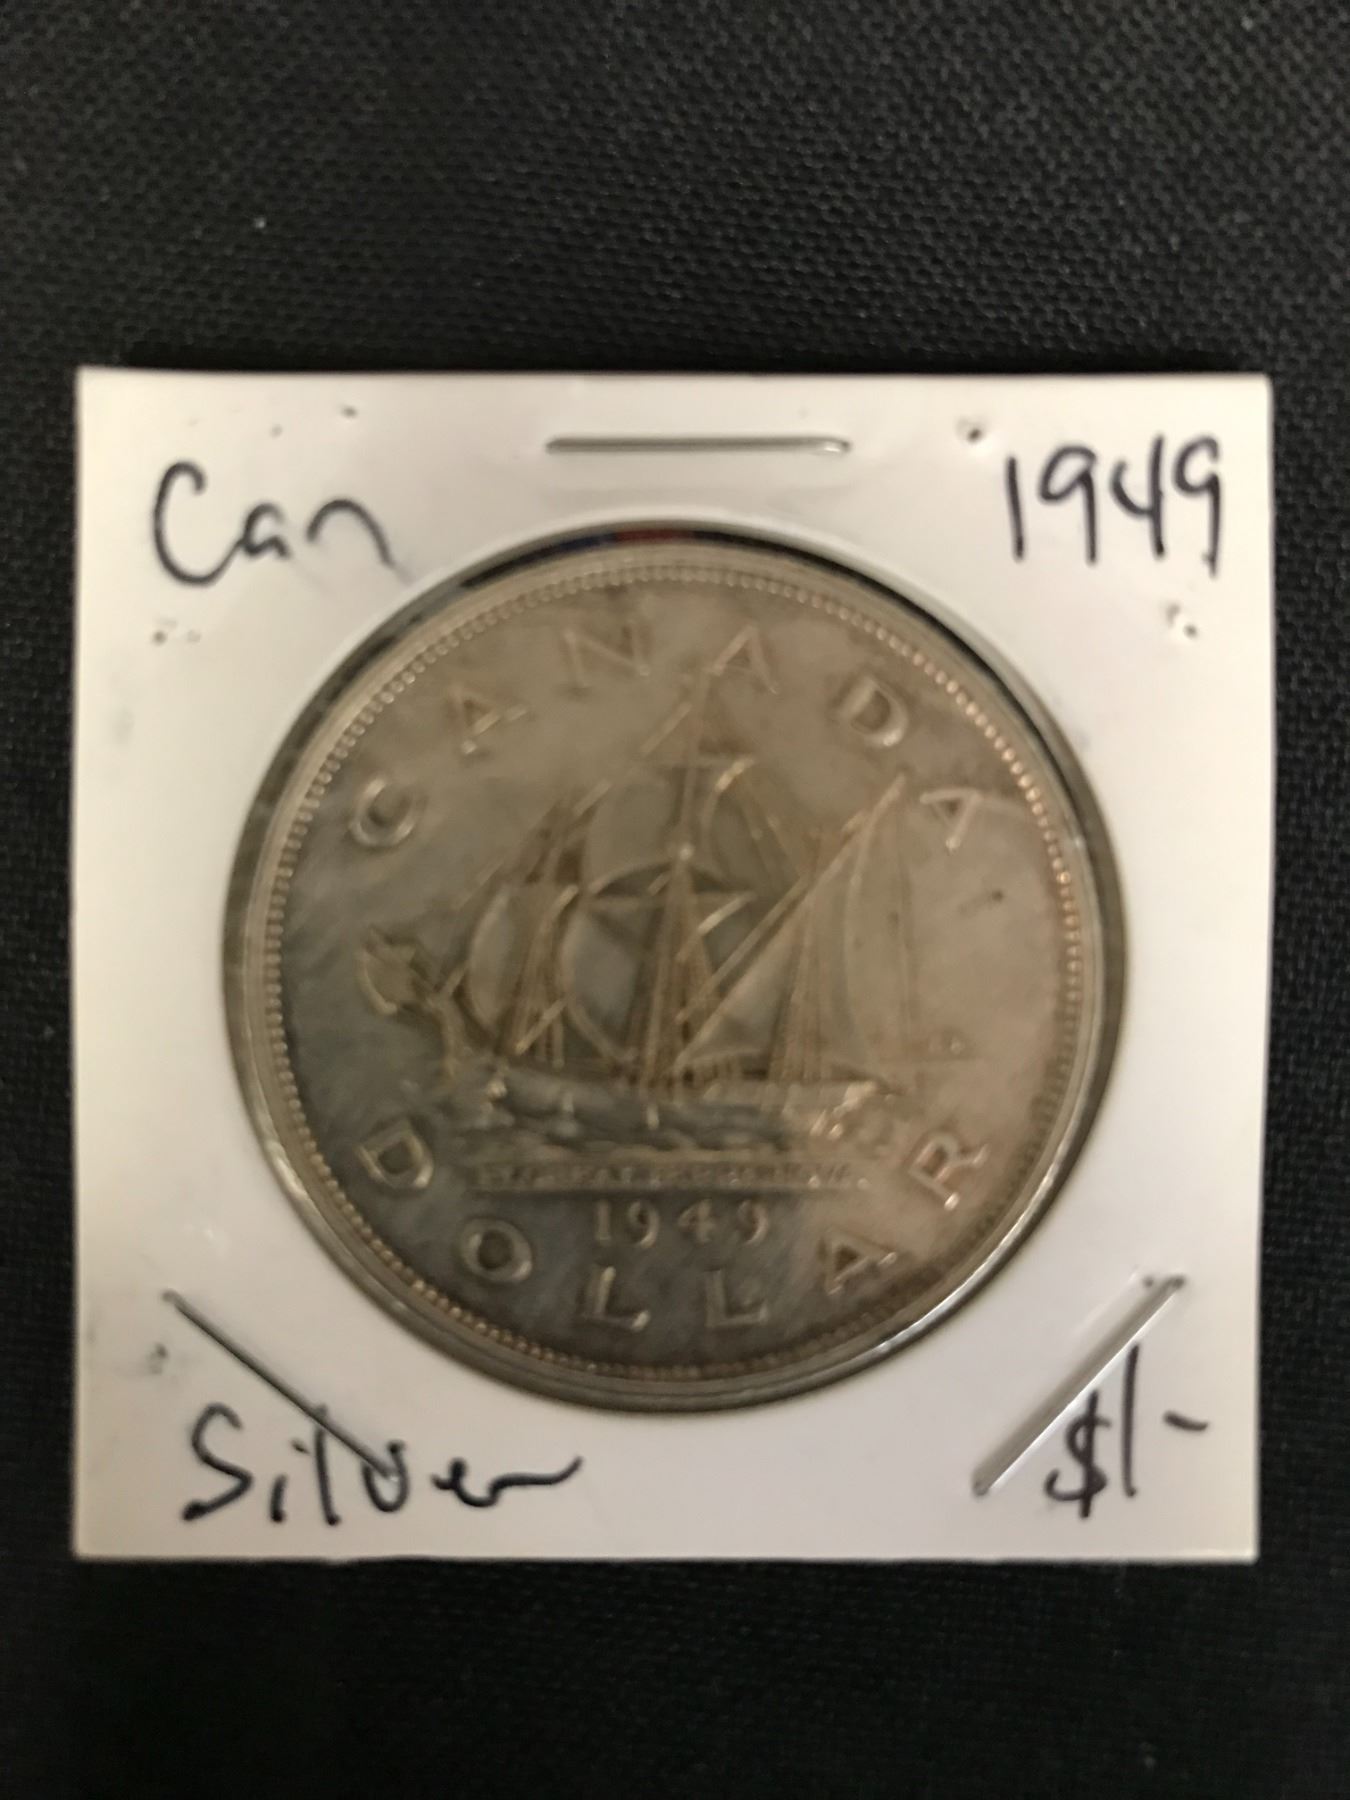 Can 1949
CANADA
1949
DOLLAR
Silver $1-